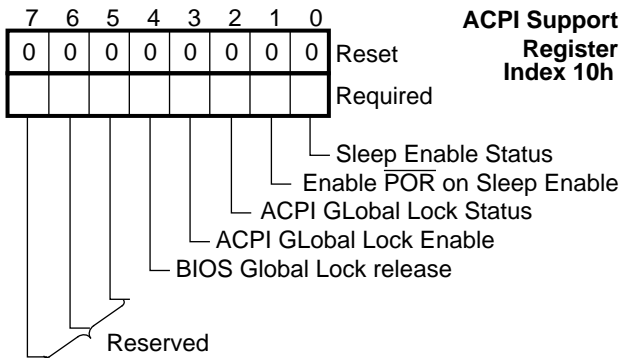 7 6 5 4 3 2 1 0
ACPI Support
Register
Index 10h
0 0 0 0 0 0 0 0 Reset
Required
Sleep Enable Status
Enable POR on Sleep Enable
ACPI GLobal Lock Status
ACPI GLobal Lock Enable
BIOS Global Lock release
Reserved